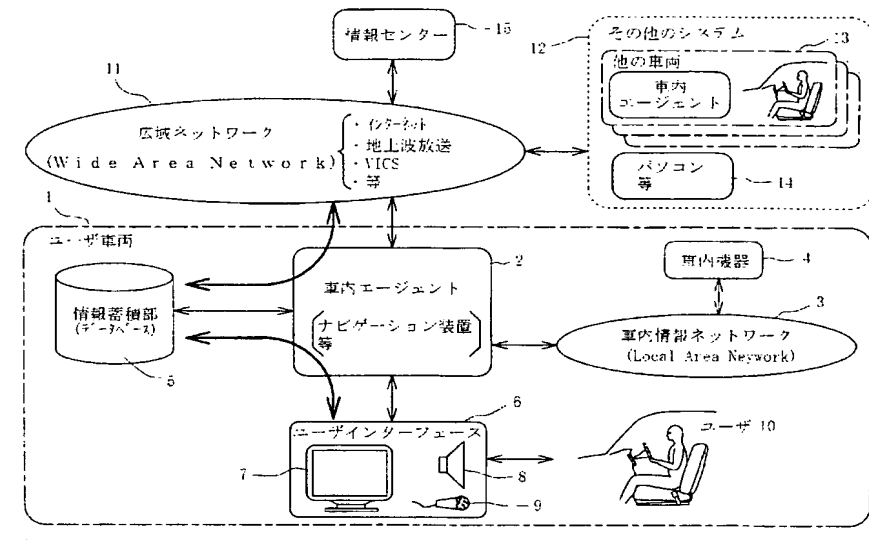 情報センター
15
12
その他のシステム
13
他の車両
車内
エージェント
11
広域ネットワーク
(Wide Area Network)
・インターネット
・地上波放送
・VICS
・等
パソコン
等
14
1
ユーザ車両
2
車内機器
4
車内エージェント
ナビゲーション装置
等
情報蓄積部
(データベース)
5
3
車内情報ネットワーク
(Local Area Neywork)
6
ユーザインターフェース
7
8
9
ユーザ 10